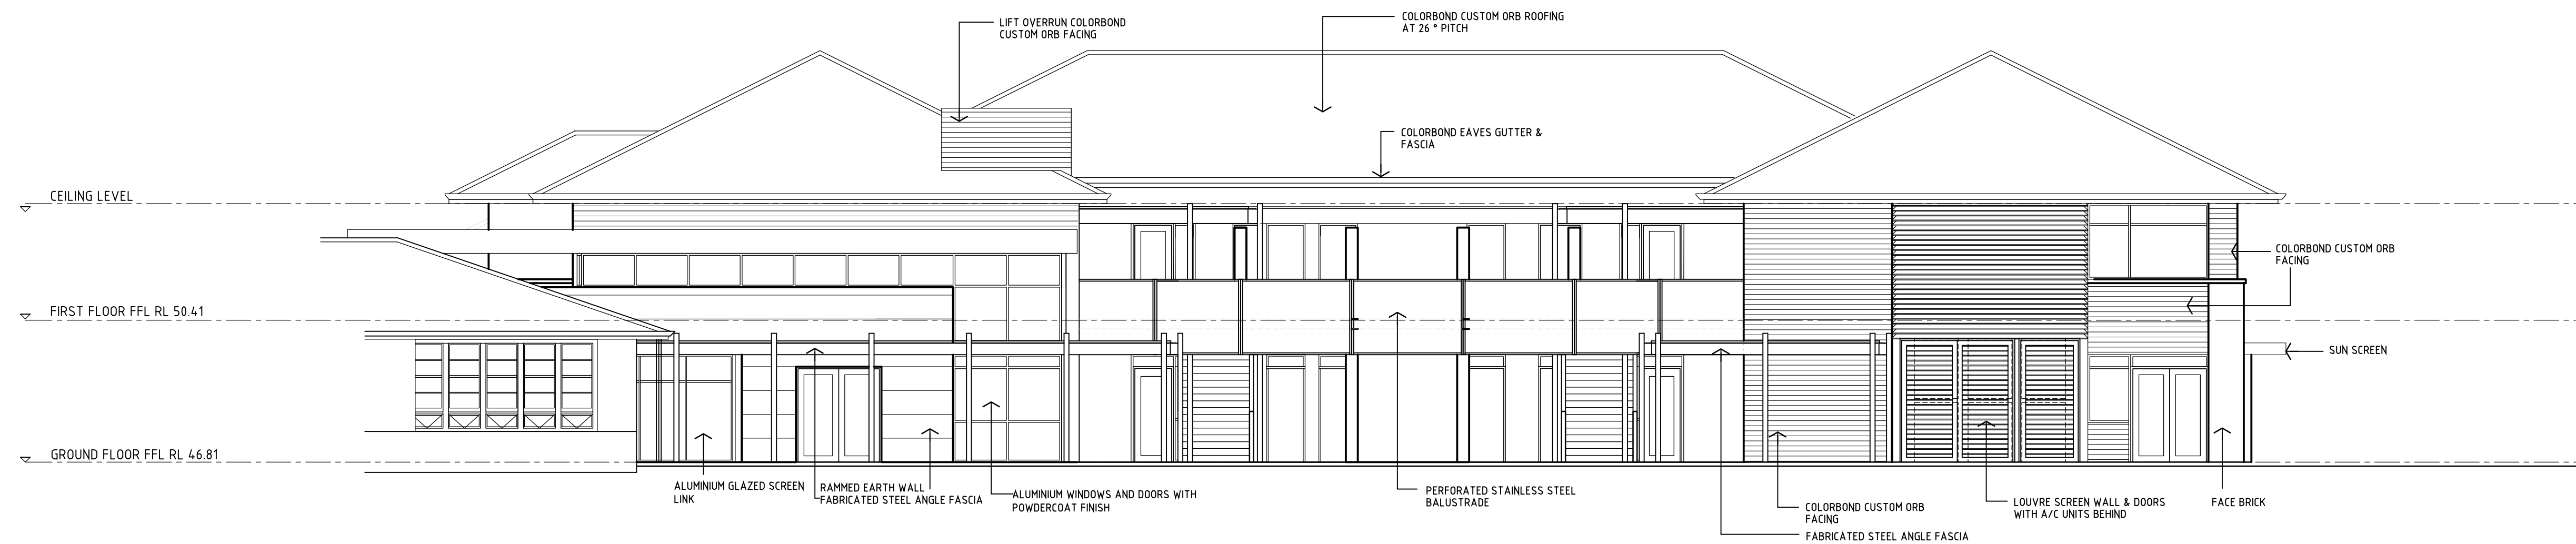 LIFT OVERRUN COLORBOND
CUSTOM ORB FACING
COLORBOND CUSTOM ORB ROOFING
AT 26 ° PITCH
COLORBOND EAVES GUTTER &
FASCIA
CEILING LEVEL
COLORBOND CUSTOM ORB
FACING
FIRST FLOOR FFL RL 50.41
SUN SCREEN
GROUND FLOOR FFL RL 46.81
ALUMINIUM GLAZED SCREEN
LINK
RAMMED EARTH WALL
FABRICATED STEEL ANGLE FASCIA
ALUMINIUM WINDOWS AND DOORS WITH
POWDERCOAT FINISH
PERFORATED STAINLESS STEEL
BALUSTRADE
COLORBOND CUSTOM ORB
FACING
FABRICATED STEEL ANGLE FASCIA
LOUVRE SCREEN WALL & DOORS
WITH A/C UNITS BEHIND
FACE BRICK